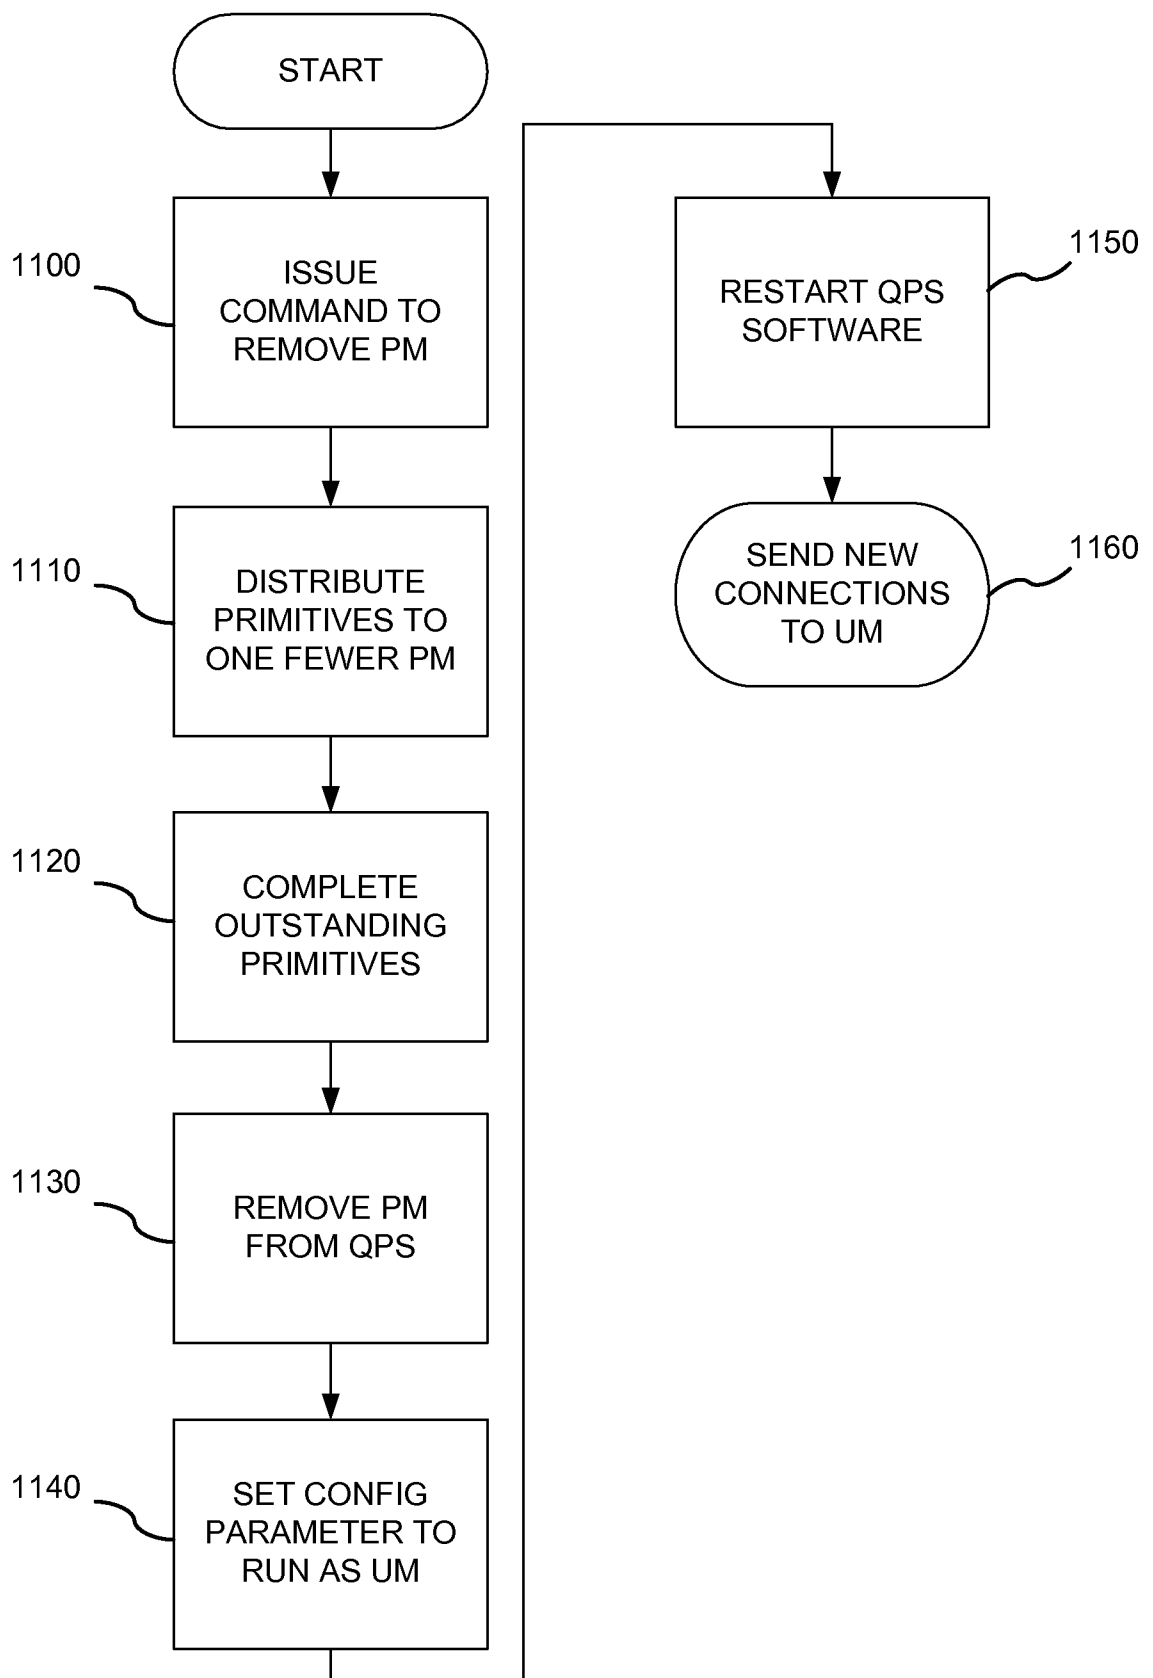 START
1100
ISSUE
COMMAND TO
REMOVE PM
1110
DISTRIBUTE
PRIMITIVES TO
ONE FEWER PM
1120
COMPLETE
OUTSTANDING
PRIMITIVES
1130
REMOVE PM
FROM QPS
1140
SET CONFIG
PARAMETER TO
RUN AS UM
1150
RESTART QPS
SOFTWARE
1160
SEND NEW
CONNECTIONS
TO UM